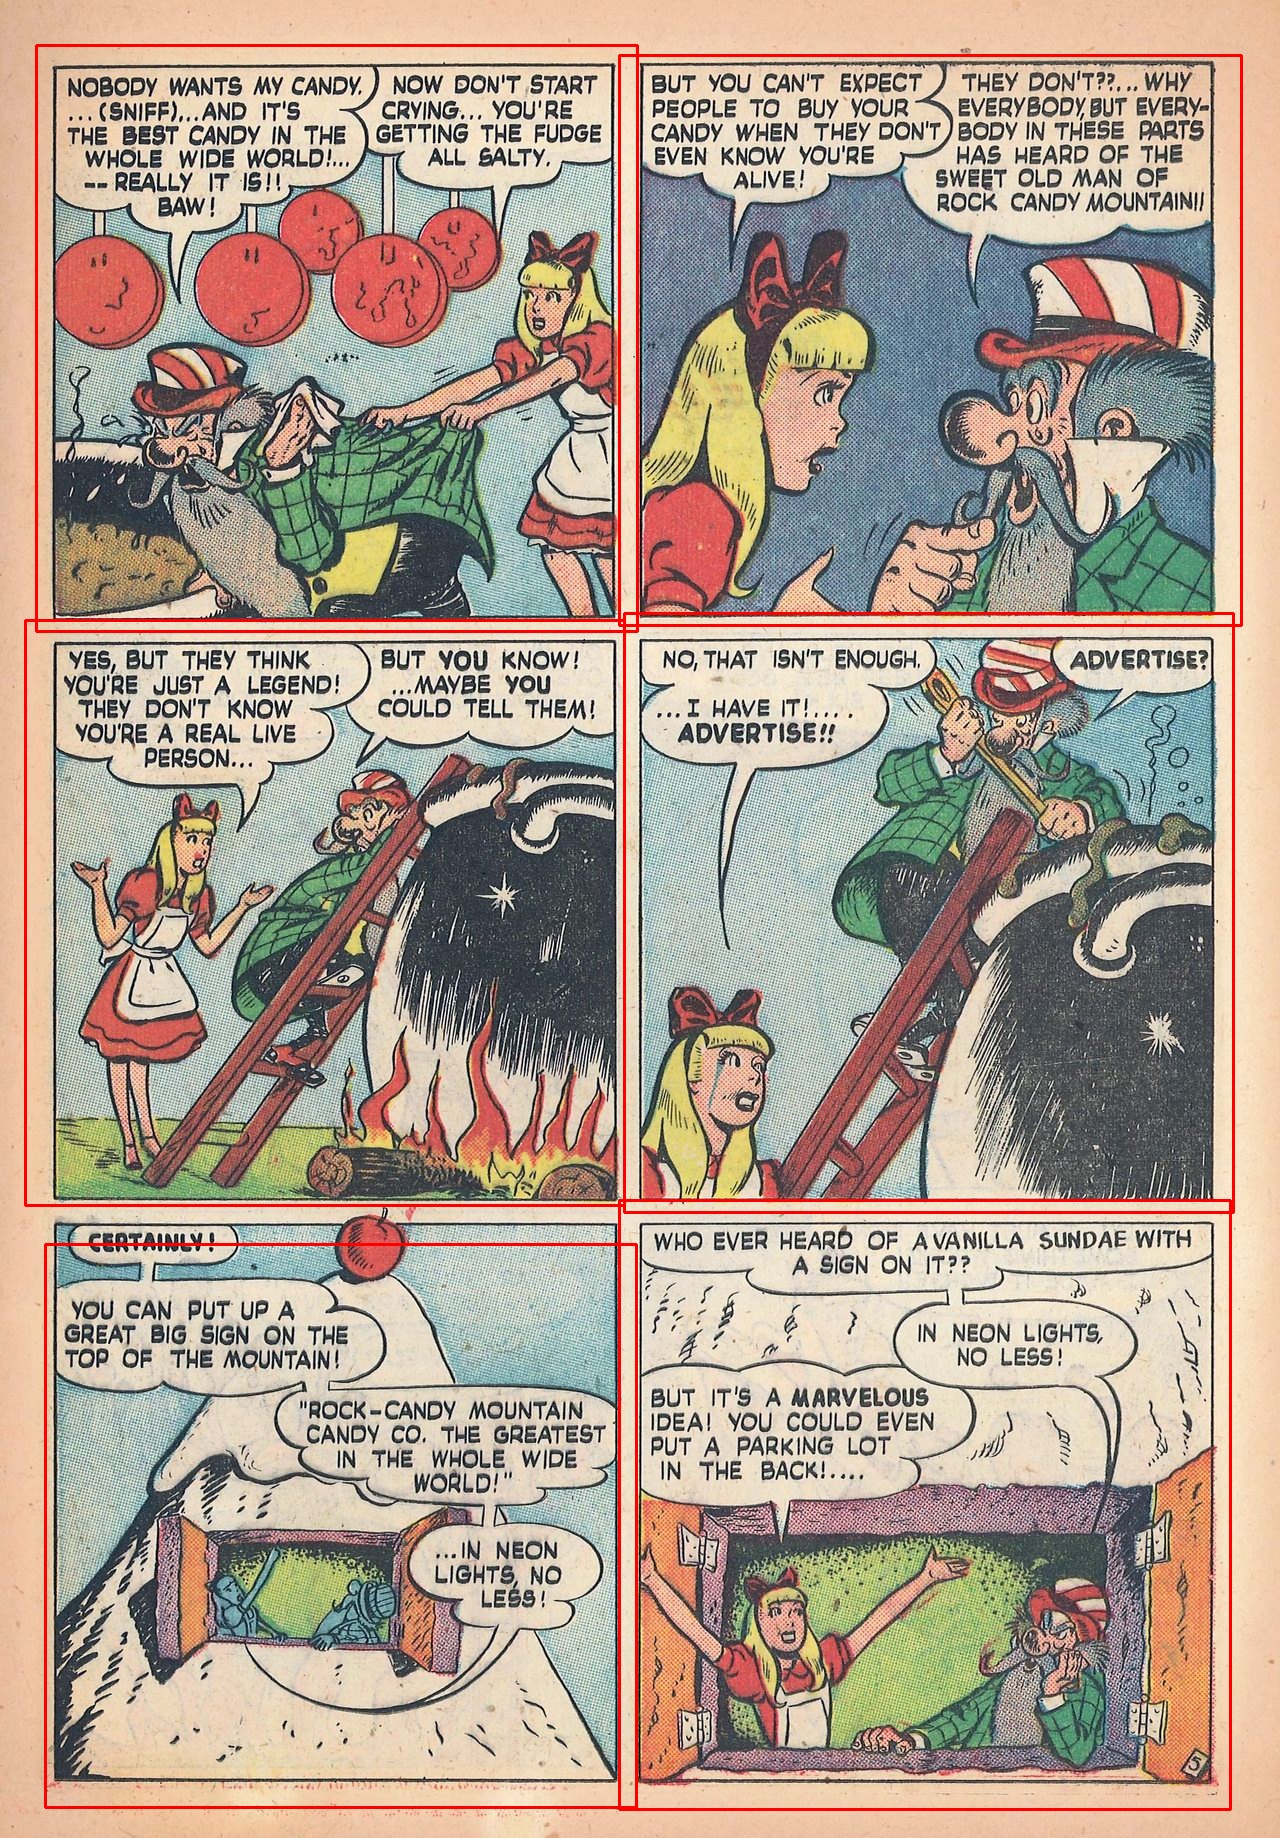 NOBODY WANTS MY CANDY.
...(SNIFF)...AND IT'S
THE BEST CANDY IN THE
WHOLE WIDE WORLD!...
--REALLY IT IS!!
BAW!
NOW DON'T START
CRYING... YOU'RE
GETTING THE FUDGE
ALL SALTY.
BUT YOU CAN'T EXPECT
PEOPLE TO BUY YOUR
CANDY WHEN THEY DON'T
EVEN KNOW YOU'RE
ALIVE!
THEY DON'T??... WHY
EVERYBODY, BUT EVERY-
BODY IN THESE PARTS
HAS HEARD OF THE
SWEET OLD MAN OF
ROCK CANDY MOUNTAIN!!
YES, BUT THEY THINK
YOU'RE JUST A LEGEND!
THEY DON'T KNOW
YOU'RE A REAL LIVE
PERSON...
BUT YOU KNOW!
...MAYBE YOU
COULD TELL THEM!
NO, THAT ISN'T ENOUGH.
...I HAVE IT!....
ADVERTISE!!
ADVERTISE?
CERTAINLY!
YOU CAN PUT UP A
GREAT BIG SIGN ON THE
TOP OF THE MOUNTAIN!
"ROCK-CANDY MOUNTAIN
CANDY CO. THE GREATEST
IN THE WHOLE WIDE
WORLD!"
...IN NEON
LIGHTS, NO
LESS!
WHO EVER HEARD OF A VANILLA SUNDAE WITH
A SIGN ON IT??
IN NEON LIGHTS,
NO LESS!
BUT IT'S A MARVELOUS
IDEA! YOU COULD EVEN
PUT A PARKING LOT
IN THE BACK!....
5